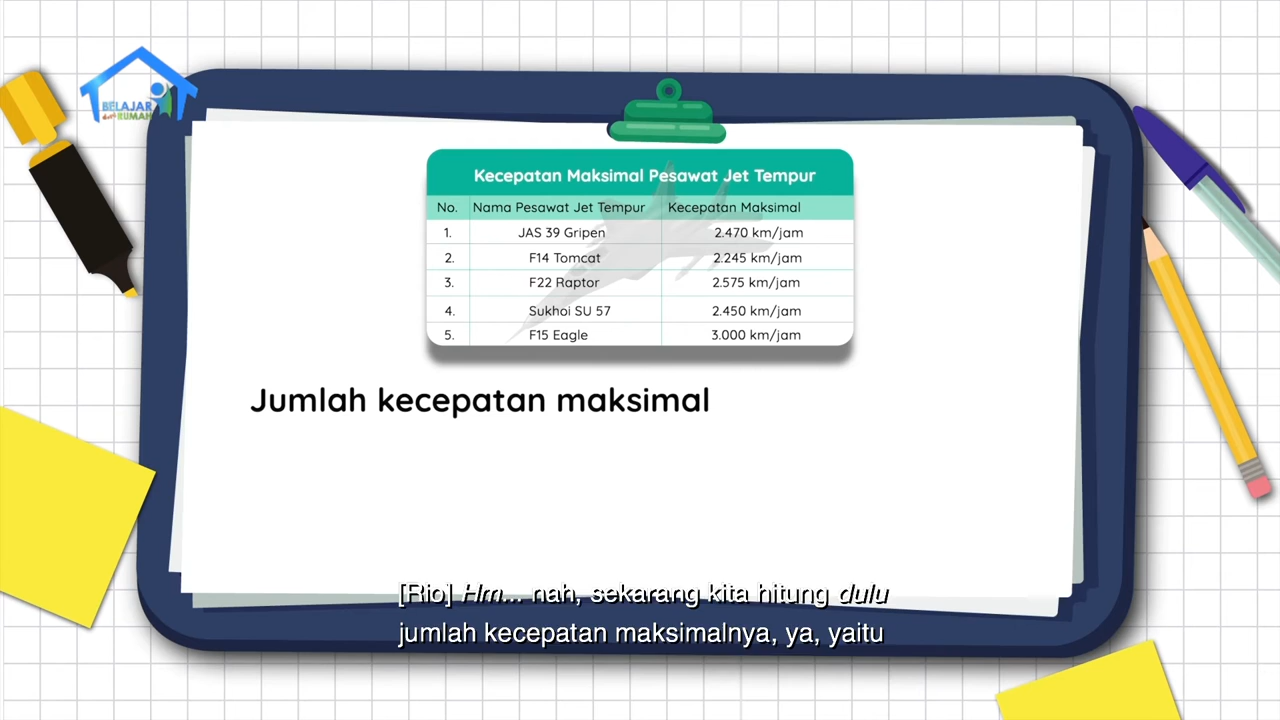 BELAJAR
dari RUMAH
Kecepatan Maksimal Pesawat Jet Tempur
No. Nama Pesawat Jet Tempur Kecepatan Maksimal
1. JAS 39 Gripen 2.470 km/jam
2. F14 Tomcat 2.245 km/jam
3. F22 Raptor 2.575 km/jam
4. Sukhoi SU 57 2.450 km/jam
5. F15 Eagle 3.000 km/jam
Jumlah kecepatan maksimal
[Rio] Hm... nah, sekarang kita hitung dulu
jumlah kecepatan maksimalnya, ya, yaitu